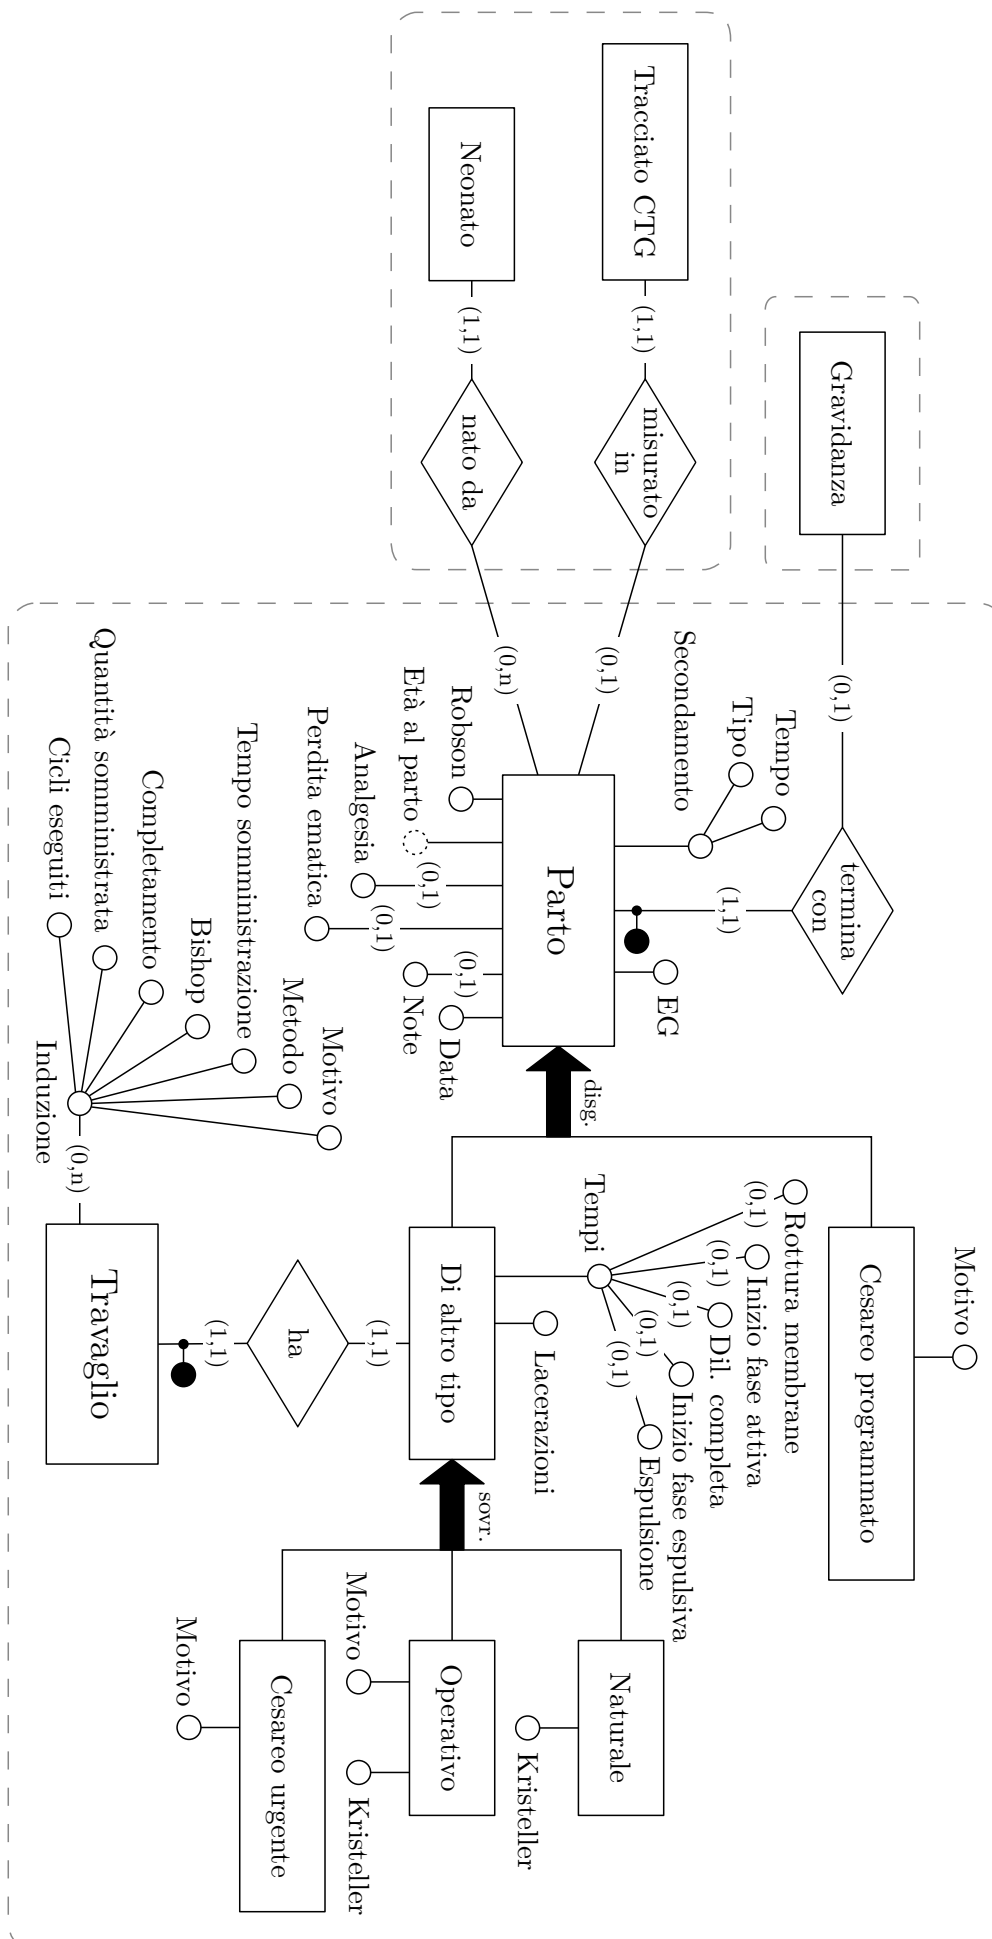 Gravidanza
(0,1)
termina
con
(1,1)
Tracciato CTG
(1,1)
misurato
in
(0,1)
Neonato
(1,1)
nato da
(0,n)
Parto
Secondamento
Tipo
Tempo
EG
Robson
Età al parto
Analgesia
(0,1)
Perdita ematica
(0,1)
Note
(0,1)
Data
disg.
Cesareo programmato
Motivo
Di altro tipo
Tempi
(0,1)
Rottura membrane
(0,1)
Inizio fase attiva
(0,1)
Dil. completa
(0,1)
Inizio fase espulsiva
(0,1)
Espulsione
Lacerazioni
(1,1)
ha
(1,1)
Travaglio
(0,n)
Induzione
Motivo
Metodo
Tempo somministrazione
Bishop
Completamento
Quantità somministrata
Cicli eseguiti
sovr.
Naturale
Kristeller
Operativo
Motivo
Kristeller
Cesareo urgente
Motivo